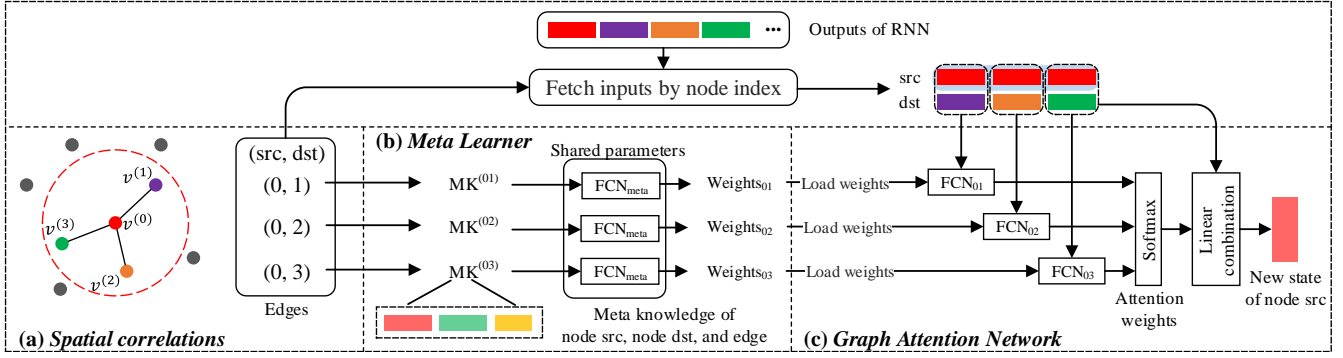 Outputs of RNN
Fetch inputs by node index
src
dst
(a) Spatial correlations
v(1)
v(0)
v(3)
v(2)
(src, dst)
(0, 1)
(0, 2)
(0, 3)
Edges
(b) Meta Learner
Shared parameters
MK(01)
FCNmeta
Weights01
MK(02)
FCNmeta
Weights02
MK(03)
FCNmeta
Weights03
Meta knowledge of
node src, node dst, and edge
(c) Graph Attention Network
Load weights
FCN01
Load weights
FCN02
Load weights
FCN03
Softmax
Attention
weights
Linear
combination
New state
of node src